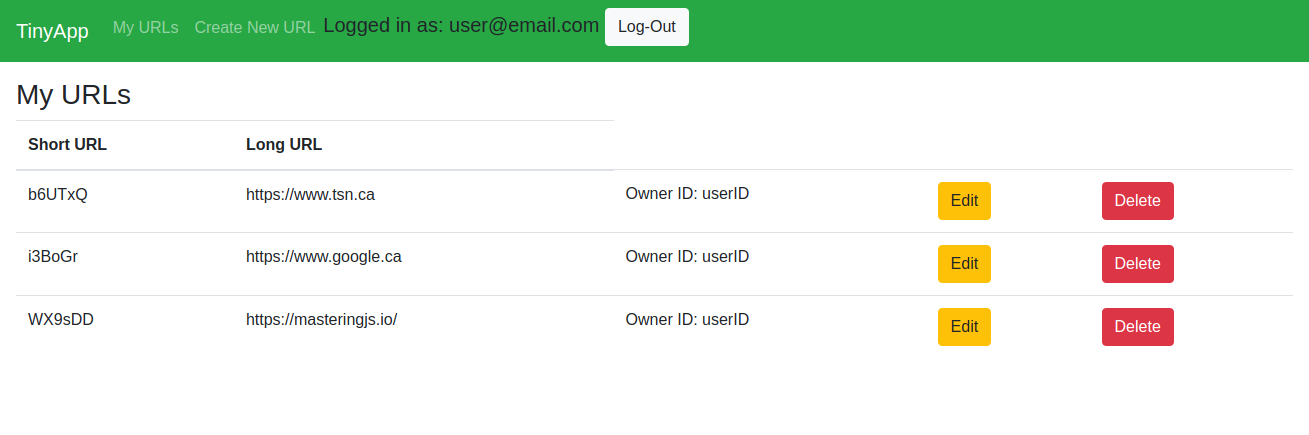 TinyApp My URLs Create New URL Logged in as: user@email.com Log-Out
My URLs
Short URL Long URL
b6UTxQ https://www.tsn.ca Owner ID: userID Edit Delete
i3BoGr https://www.google.ca Owner ID: userID Edit Delete
WX9sDD https://masteringjs.io/ Owner ID: userID Edit Delete